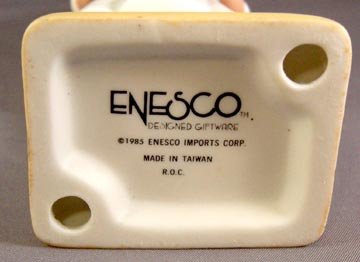 ENESCO™
DESIGNED GIFTWARE
©1985 ENESCO IMPORTS CORP.
MADE IN TAIWAN
R.O.C.